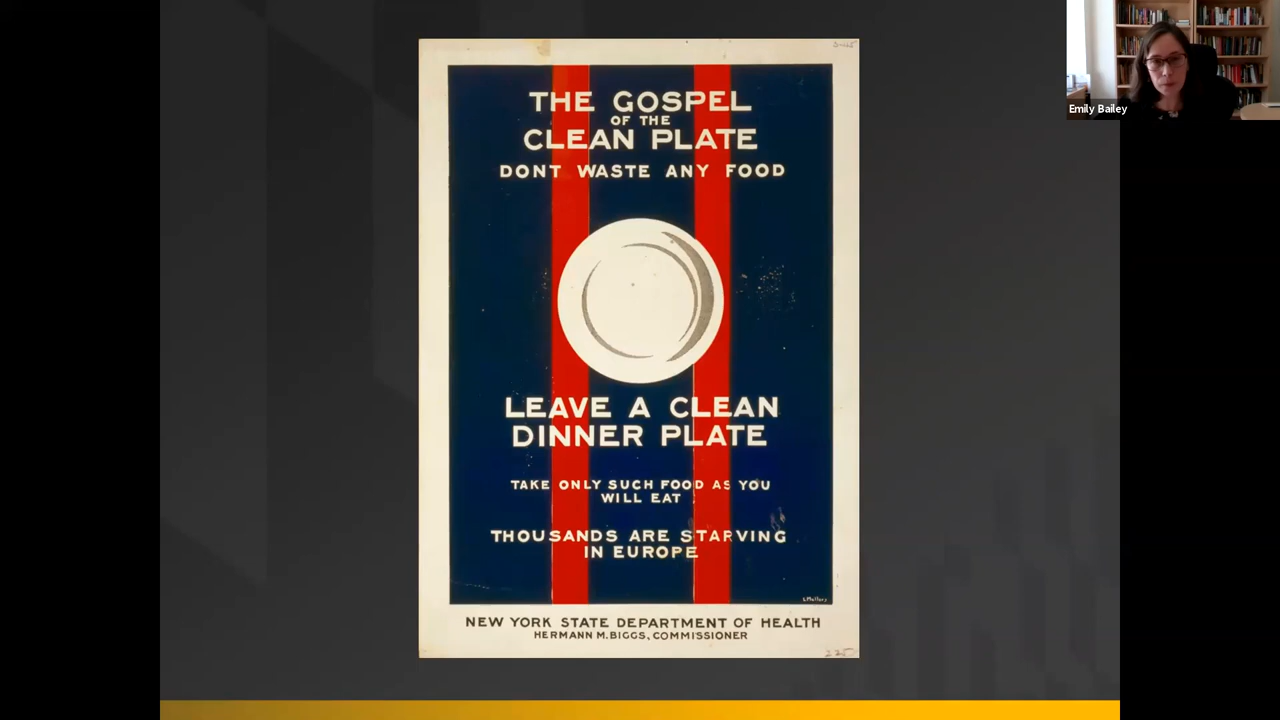 THE GOSPEL
OF THE
CLEAN PLATE
DONT WASTE ANY FOOD
LEAVE A CLEAN
DINNER PLATE
TAKE ONLY SUCH FOOD AS YOU
WILL EAT
THOUSANDS ARE STARVING
IN EUROPE
NEW YORK STATE DEPARTMENT OF HEALTH
HERMANN M. BIGGS, COMMISSIONER
Emily Bailey